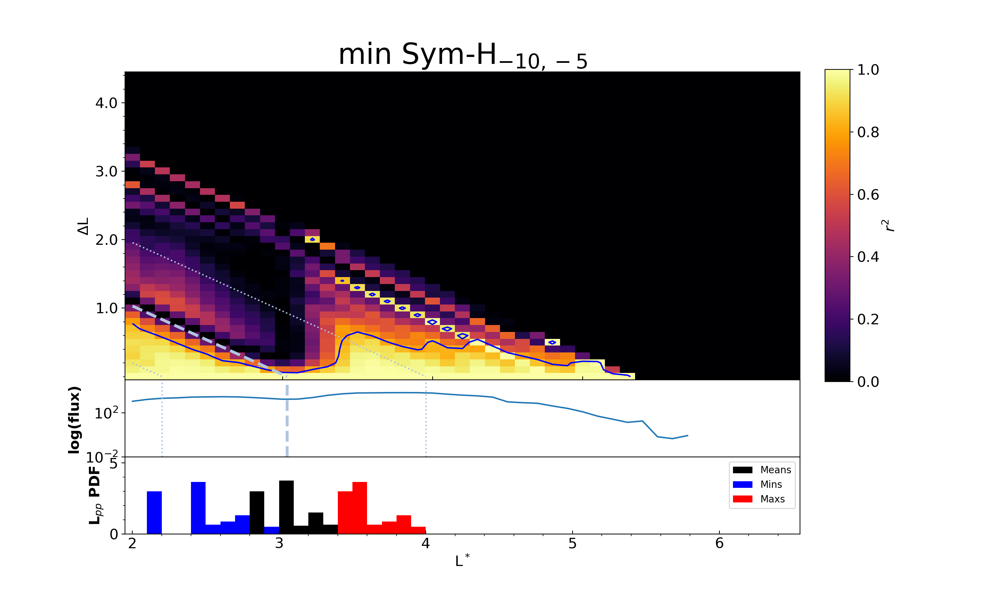 min Sym-H₋₁₀, ₋ ₅
4.0
3.0
2.0
1.0
ΔL
1.0
0.8
0.6
0.4
0.2
0.0
r²
log(flux)
10²
10⁻²
L_pp PDF
5
0
Means
Mins
Maxs
2 3 4 5 6
L*